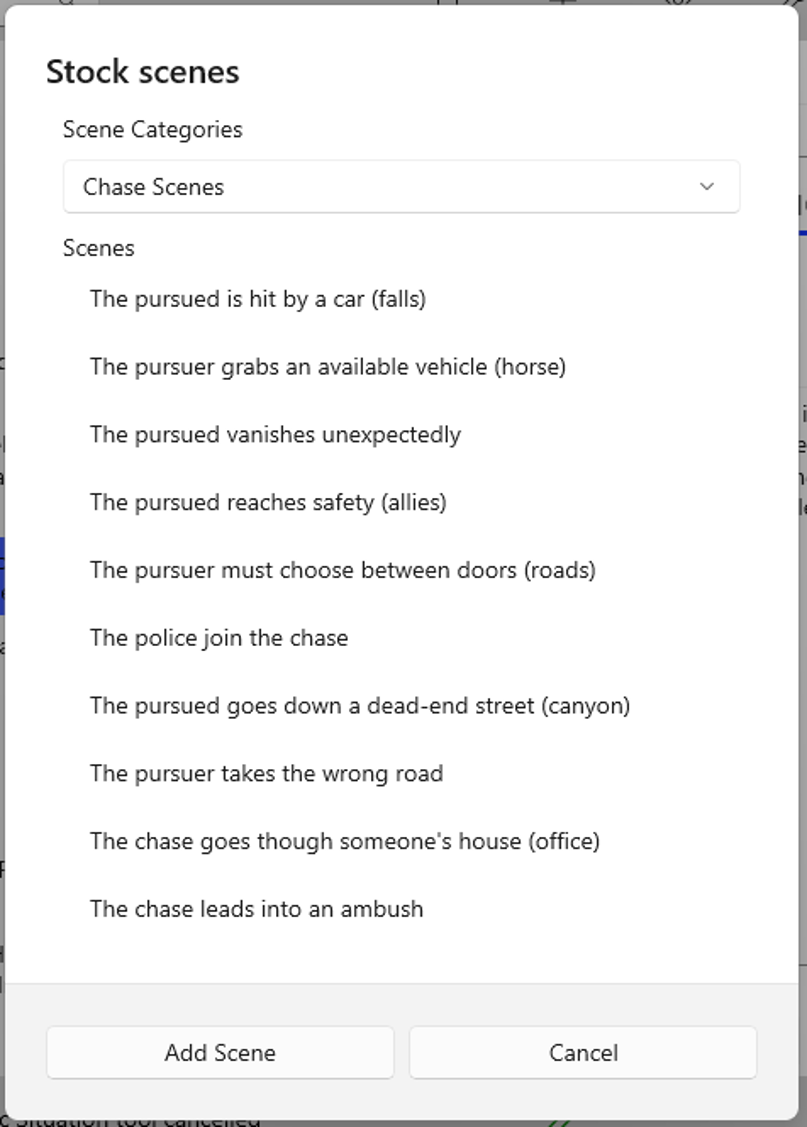 Stock scenes
Scene Categories
Chase Scenes
Scenes
The pursued is hit by a car (falls)
The pursuer grabs an available vehicle (horse)
The pursued vanishes unexpectedly
The pursued reaches safety (allies)
The pursuer must choose between doors (roads)
The police join the chase
The pursued goes down a dead-end street (canyon)
The pursuer takes the wrong road
The chase goes though someone's house (office)
The chase leads into an ambush
Add Scene
Cancel
c Situation tool cancelled